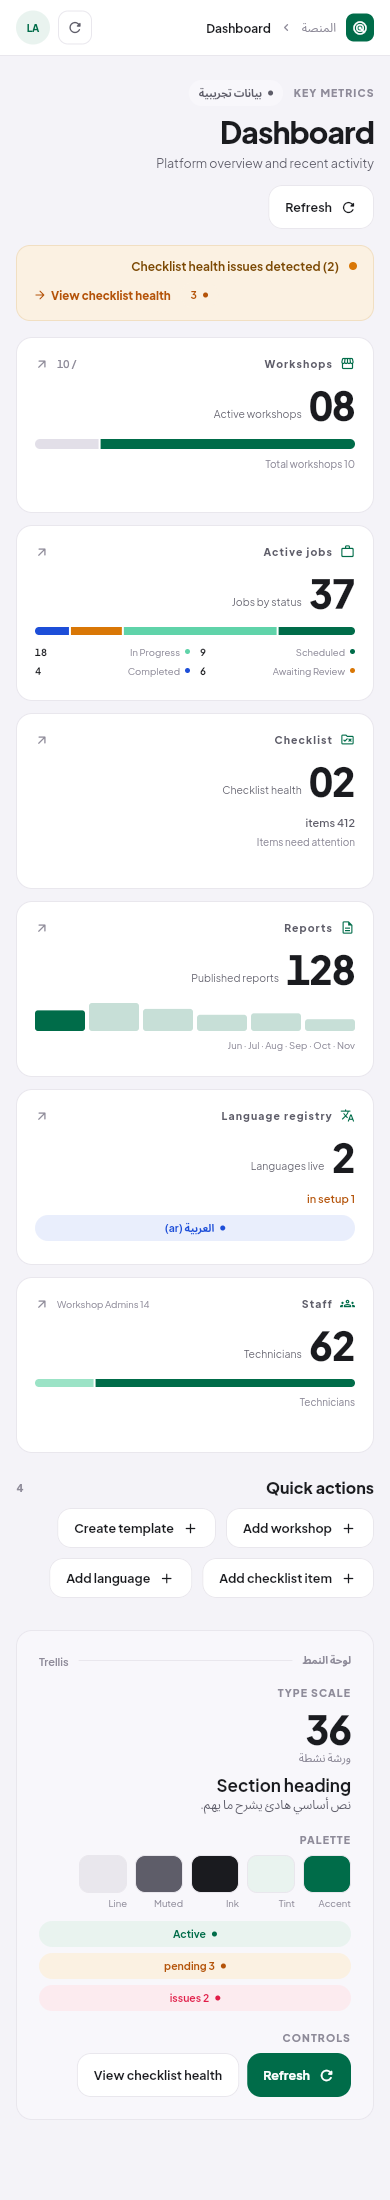 المنصة < Dashboard
LA
KEY METRICS • بيانات تجريبية
Dashboard
Platform overview and recent activity
Refresh
Checklist health issues detected (2)
• 3 View checklist health →
Workshops
10 /
08 Active workshops
Total workshops 10
Active jobs
37 Jobs by status
Scheduled 9
In Progress 18
Awaiting Review 6
Completed 4
Checklist
02 Checklist health
items 412
Items need attention
Reports
128 Published reports
Jun · Jul · Aug · Sep · Oct · Nov
Language registry
2 Languages live
in setup 1
• العربية (ar)
Staff
Workshop Admins 14
62 Technicians
Technicians
Quick actions
4
+ Add workshop
+ Create template
+ Add checklist item
+ Add language
لوحة النمط
Trellis
TYPE SCALE
36
ورشة نشطة
Section heading
نص أساسي هادئ يشرح ما يهم.
PALETTE
Accent Tint Ink Muted Line
• Active
• pending 3
• issues 2
CONTROLS
Refresh
View checklist health